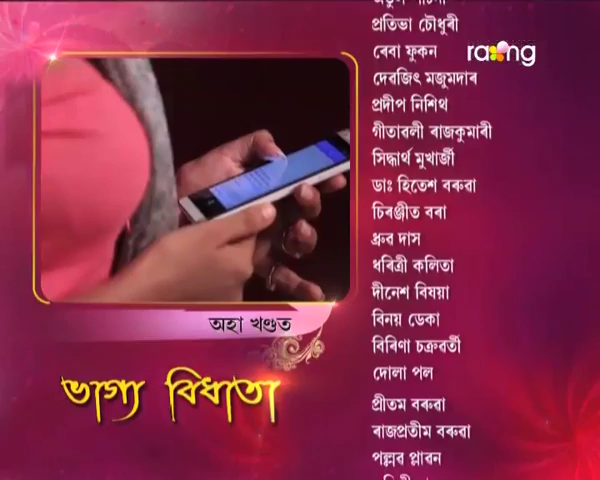 প্ৰতিভা চৌধুৰী
ৰেবা ফুকন
rang
দেৱজিৎ মজুমদাৰ
প্ৰদীপ নিশিথ
গীতাৱলী ৰাজকুমাৰী
সিদ্ধাৰ্থ মুখাৰ্জী
ডাঃ হিতেশ বৰুৱা
চিৰঞ্জীত বৰা
ধ্ৰুৱ দাস
ধৰিত্ৰী কলিতা
দীনেশ বিষয়া
বিনয় ডেকা
বিৰিণা চক্ৰৱৰ্তী
দোলা পল
প্ৰীতম বৰুৱা
ৰাজপ্ৰতীম বৰুৱা
পল্লৱ প্লাৱন
অহা খণ্ডত
ভাগ্য বিধাতা